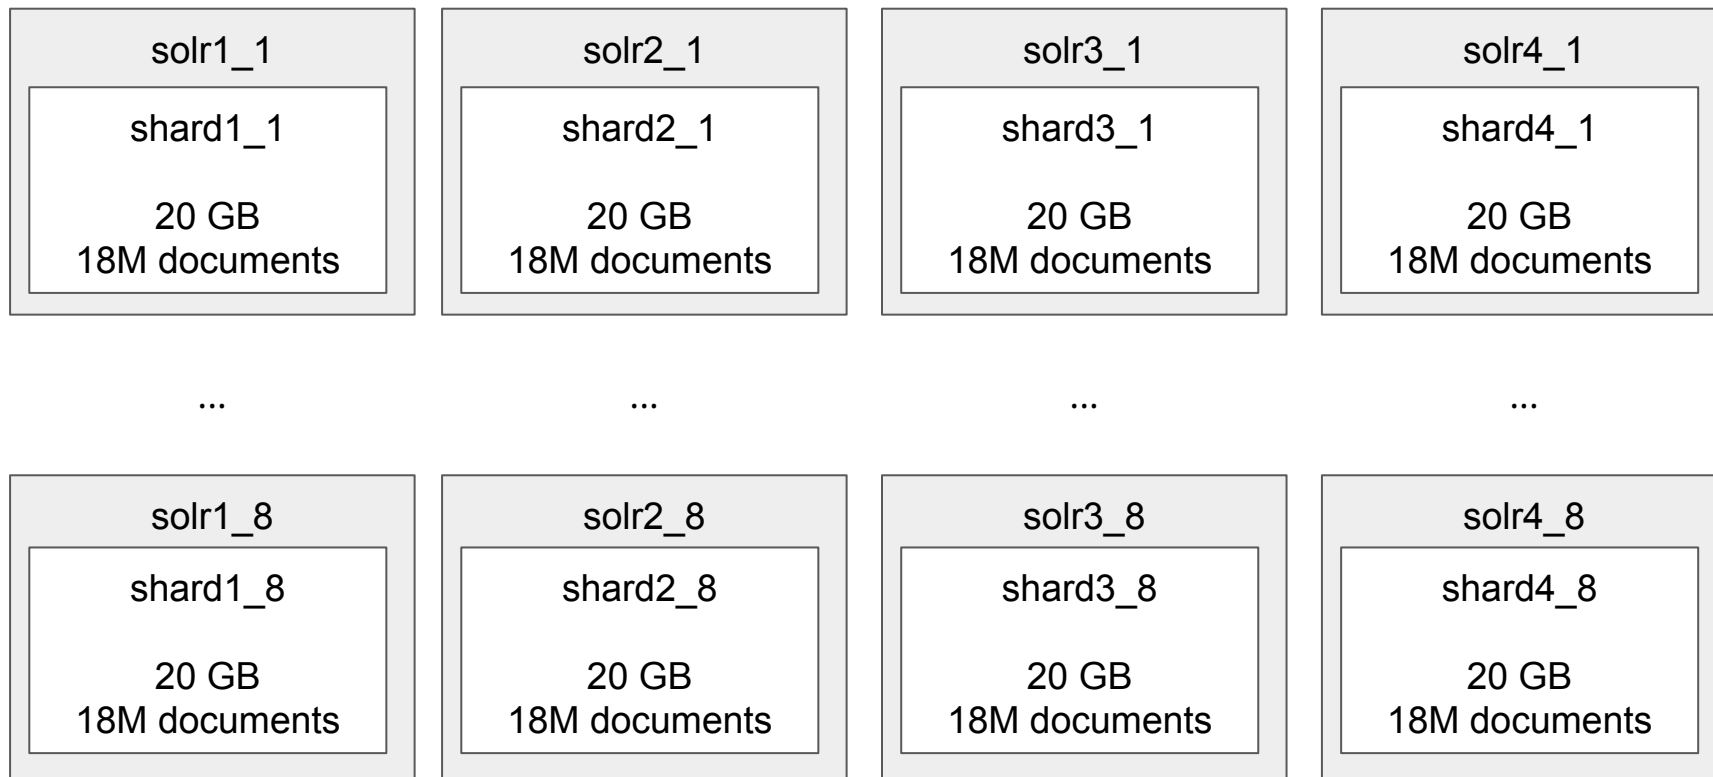 solr1_1
shard1_1
20 GB
18M documents
solr2_1
shard2_1
20 GB
18M documents
solr3_1
shard3_1
20 GB
18M documents
solr4_1
shard4_1
20 GB
18M documents
...
...
...
...
solr1_8
shard1_8
20 GB
18M documents
solr2_8
shard2_8
20 GB
18M documents
solr3_8
shard3_8
20 GB
18M documents
solr4_8
shard4_8
20 GB
18M documents